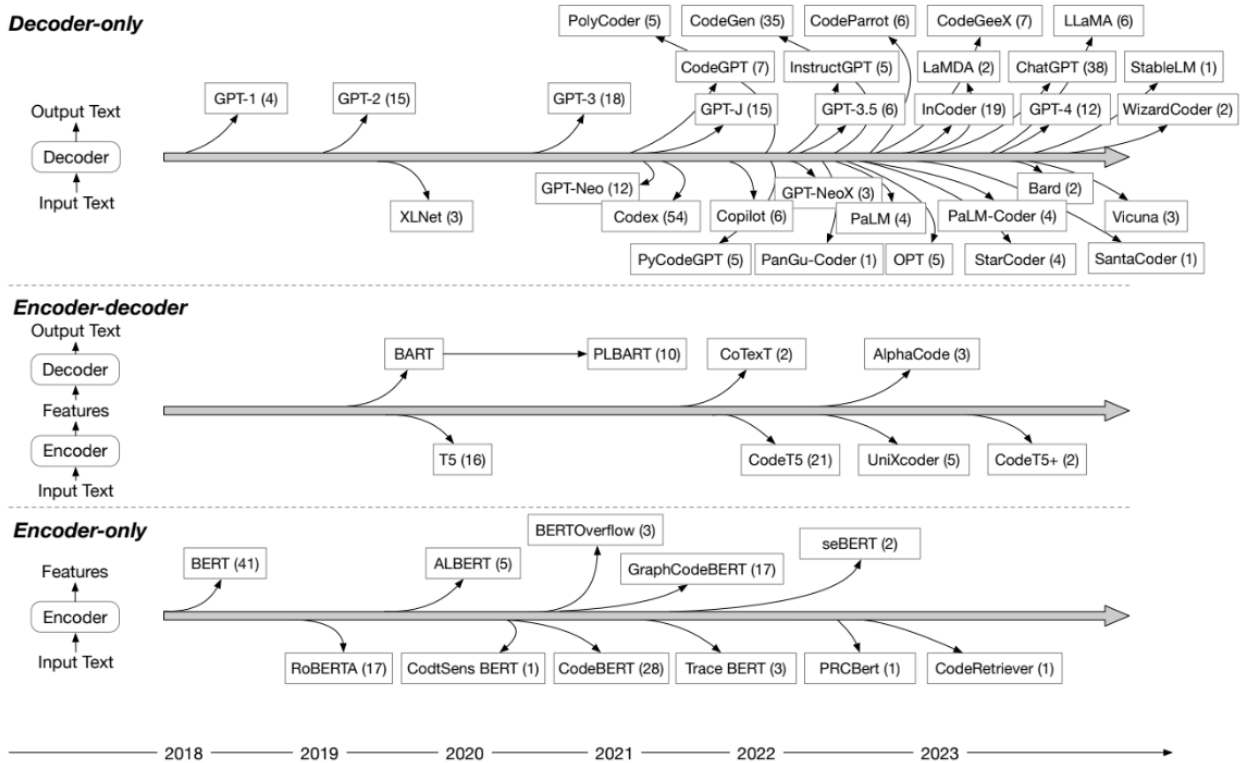 Decoder-only
PolyCoder (5)
CodeGen (35)
CodeParrot (6)
CodeGeeX (7)
LLaMA (6)
CodeGPT (7)
InstructGPT (5)
LaMDA (2)
ChatGPT (38)
StableLM (1)
GPT-1 (4)
GPT-2 (15)
GPT-3 (18)
GPT-J (15)
GPT-3.5 (6)
InCoder (19)
GPT-4 (12)
WizardCoder (2)
Output Text
Decoder
Input Text
GPT-Neo (12)
GPT-NeoX (3)
Bard (2)
XLNet (3)
Codex (54)
Copilot (6)
PaLM (4)
PaLM-Coder (4)
Vicuna (3)
PyCodeGPT (5)
PanGu-Coder (1)
OPT (5)
StarCoder (4)
SantaCoder (1)
Encoder-decoder
Output Text
Decoder
Features
Encoder
Input Text
BART
PLBART (10)
CoTexT (2)
AlphaCode (3)
T5 (16)
CodeT5 (21)
UniXcoder (5)
CodeT5+ (2)
Encoder-only
BERTOverflow (3)
seBERT (2)
BERT (41)
ALBERT (5)
GraphCodeBERT (17)
Features
Encoder
Input Text
RoBERTA (17)
CodtSens BERT (1)
CodeBERT (28)
Trace BERT (3)
PRCBert (1)
CodeRetriever (1)
2018
2019
2020
2021
2022
2023